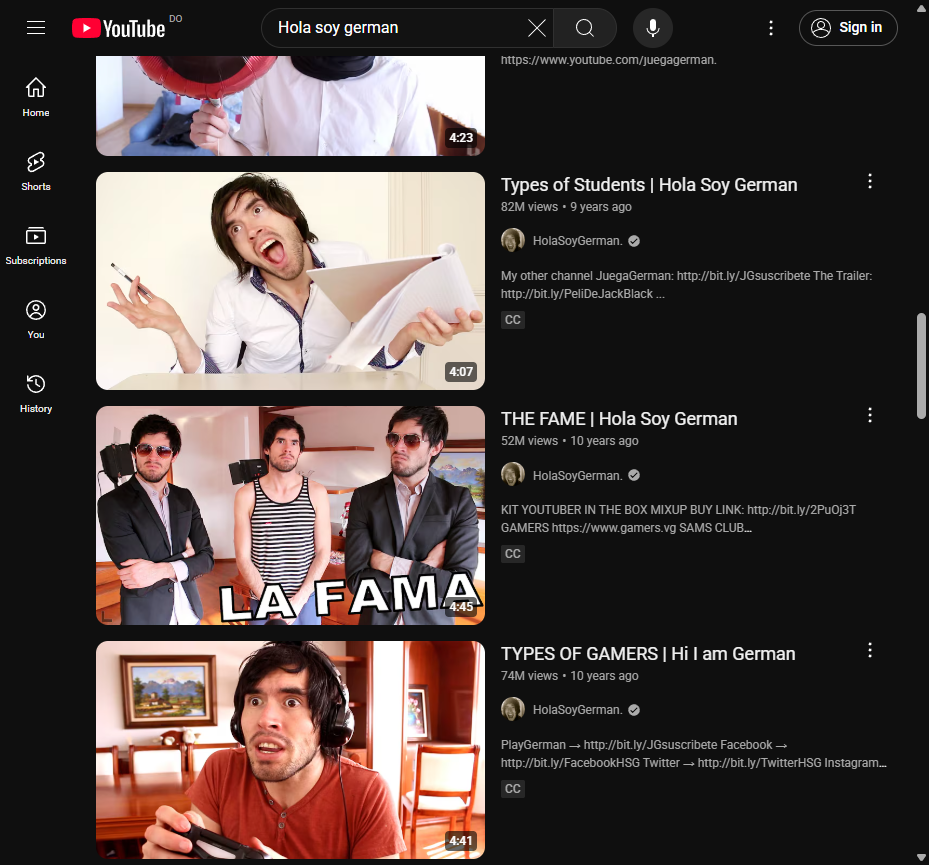 YouTube DO
Hola soy german
Sign in
Home
Shorts
Subscriptions
You
History
https://www.youtube.com/juegagerman.
4:23
Types of Students | Hola Soy German
82M views • 9 years ago
HolaSoyGerman.
My other channel JuegaGerman: http://bit.ly/JGsuscribete The Trailer:
http://bit.ly/PeliDeJackBlack ...
CC
4:07
THE FAME | Hola Soy German
52M views • 10 years ago
HolaSoyGerman.
KIT YOUTUBER IN THE BOX MIXUP BUY LINK: http://bit.ly/2PuOj3T
GAMERS https://www.gamers.vg SAMS CLUB...
CC
LA FAMA
4:45
TYPES OF GAMERS | Hi I am German
74M views • 10 years ago
HolaSoyGerman.
PlayGerman → http://bit.ly/JGsuscribete Facebook →
http://bit.ly/FacebookHSG Twitter → http://bit.ly/TwitterHSG Instagram...
CC
4:41